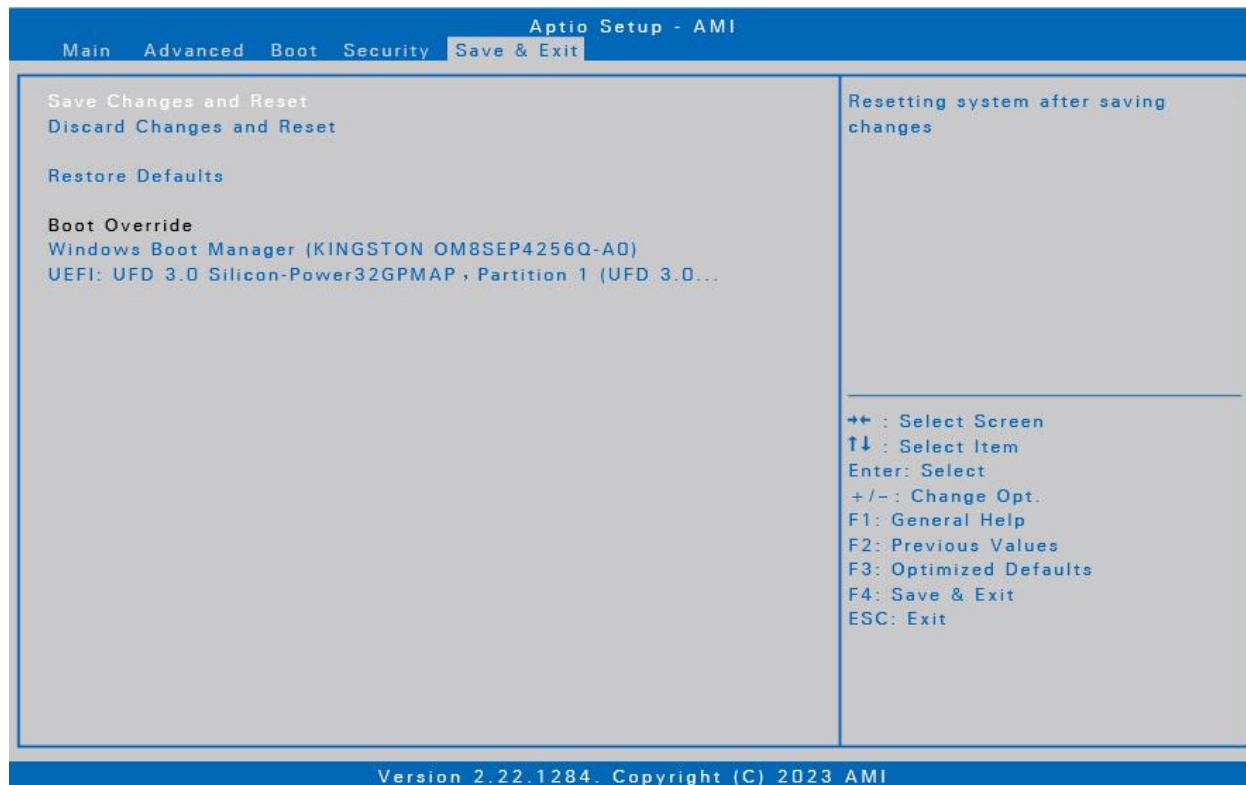 Aptio Setup - AMI
Main Advanced Boot Security Save & Exit
Save Changes and Reset
Discard Changes and Reset
Restore Defaults
Boot Override
Windows Boot Manager (KINGSTON OM8SEP4256Q-A0)
UEFI: UFD 3.0 Silicon-Power32GPMAP，Partition 1 (UFD 3.0...
Resetting system after saving
changes
→← : Select Screen
↑↓ : Select Item
Enter: Select
+/-: Change Opt.
F1: General Help
F2: Previous Values
F3: Optimized Defaults
F4: Save & Exit
ESC: Exit
Version 2.22.1284. Copyright (C) 2023 AMI